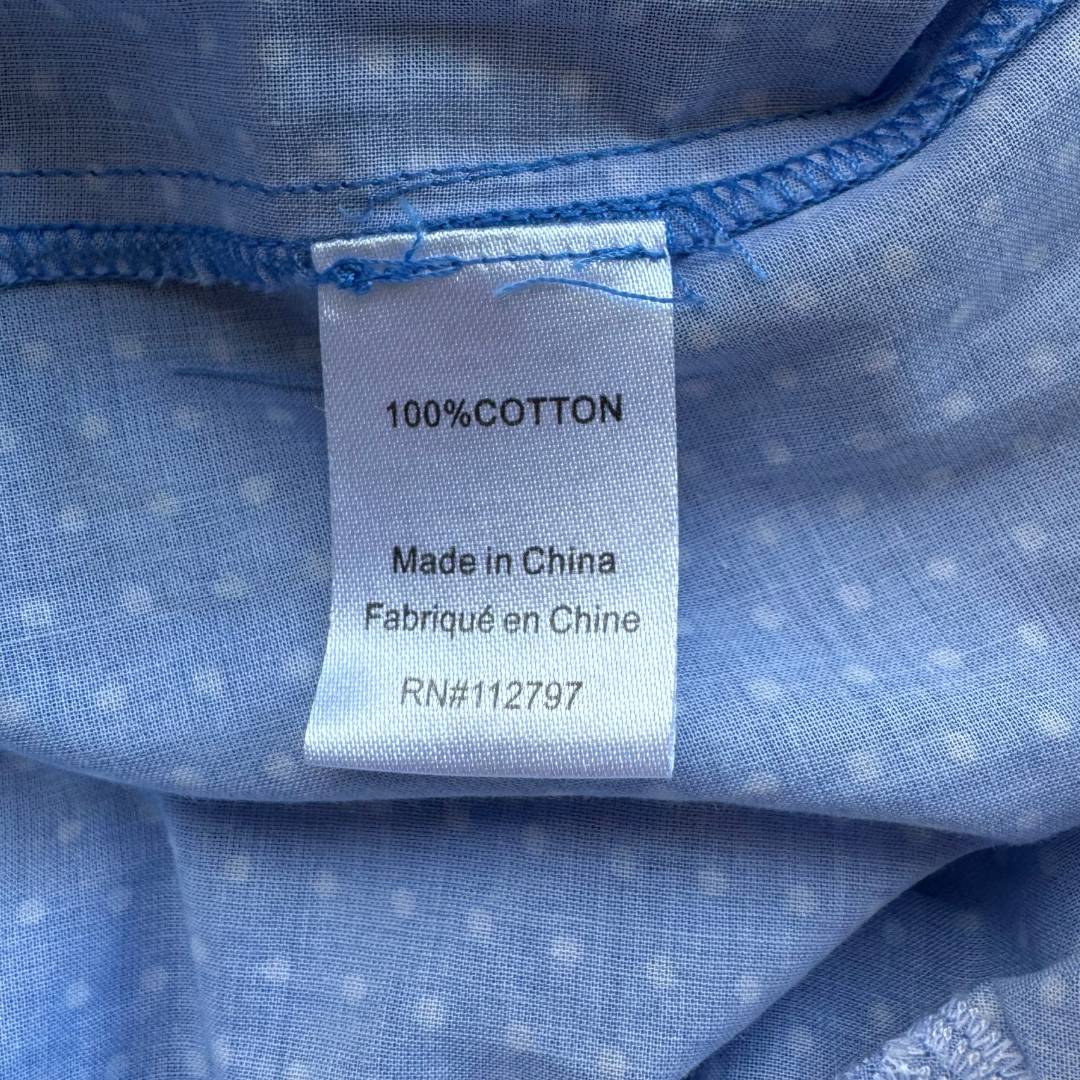 100%COTTON
Made in China
Fabriqué en Chine
RN#112797